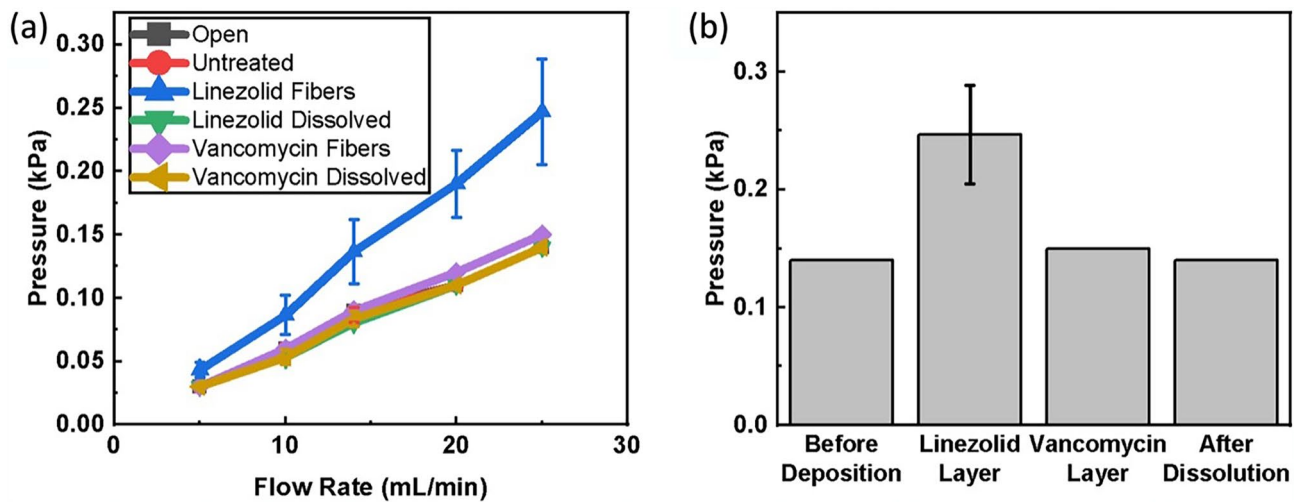 (a)
Open
Untreated
Linezolid Fibers
Linezolid Dissolved
Vancomycin Fibers
Vancomycin Dissolved
0.30
0.25
0.20
0.15
0.10
0.05
0.00
Pressure (kPa)
0
10
20
30
Flow Rate (mL/min)
(b)
0.3
0.2
0.1
0.0
Pressure (kPa)
Before
Deposition
Linezolid
Layer
Vancomycin
Layer
After
Dissolution